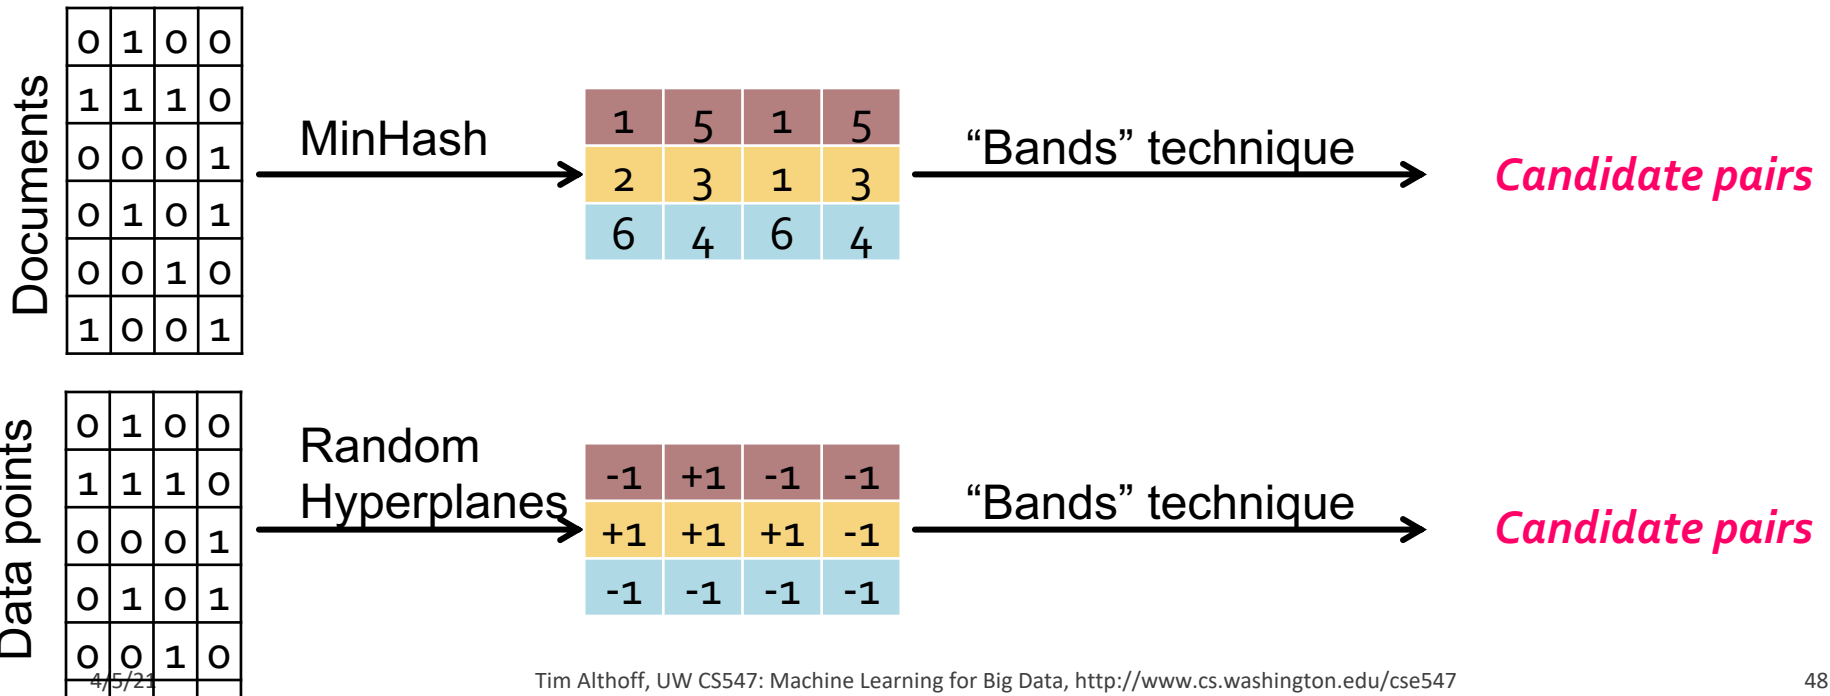 Documents
0 1 0 0
1 1 1 0
0 0 0 1
0 1 0 1
0 0 1 0
1 0 0 1
MinHash
1 5 1 5
2 3 1 3
6 4 6 4
“Bands” technique
Candidate pairs
Data points
0 1 0 0
1 1 1 0
0 0 0 1
0 1 0 1
0 0 1 0
Random
Hyperplanes
-1 +1 -1 -1
+1 +1 +1 -1
-1 -1 -1 -1
“Bands” technique
Candidate pairs
4/5/21
Tim Althoff, UW CS547: Machine Learning for Big Data, http://www.cs.washington.edu/cse547
48